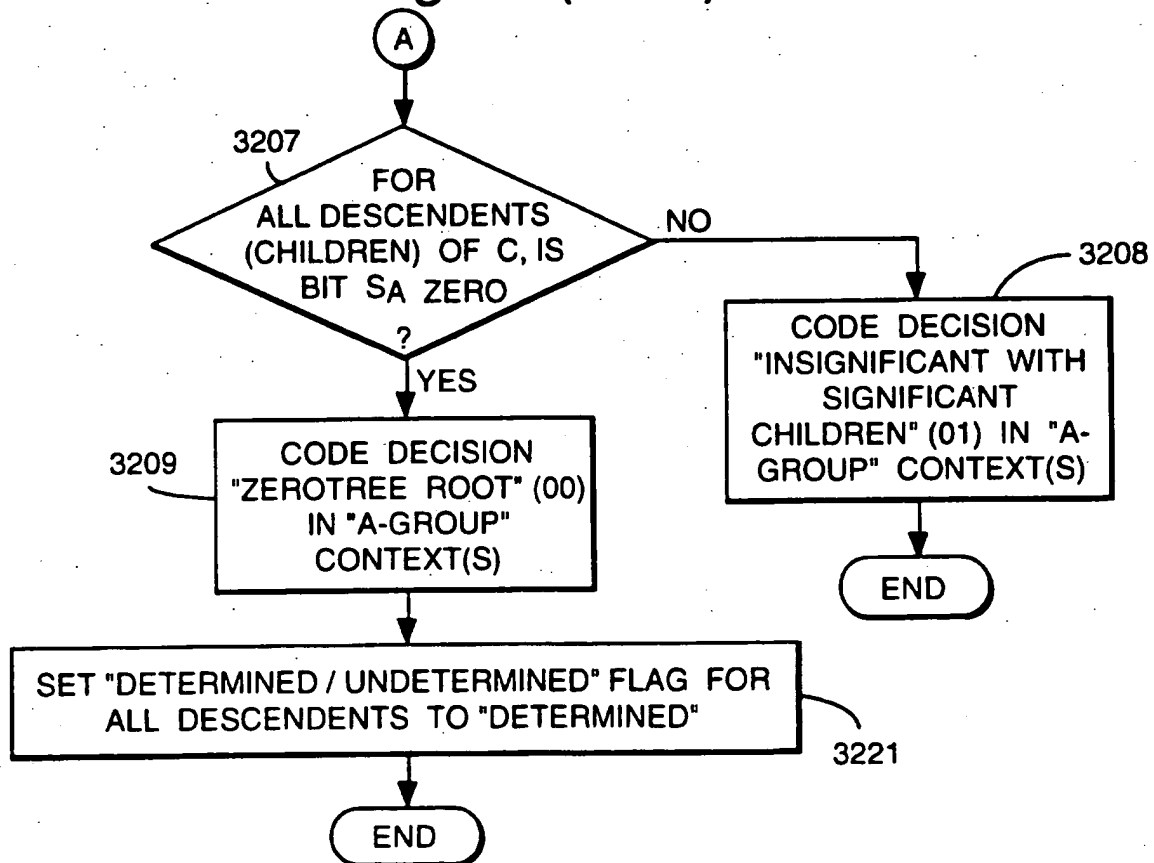 A
3207
FOR
ALL DESCENDENTS
(CHILDREN) OF C, IS
BIT SA ZERO
?
NO
YES
3208
CODE DECISION
"INSIGNIFICANT WITH
SIGNIFICANT
CHILDREN" (01) IN "A-
GROUP" CONTEXT(S)
END
3209
CODE DECISION
"ZEROTREE ROOT" (00)
IN "A-GROUP"
CONTEXT(S)
SET "DETERMINED / UNDETERMINED" FLAG FOR
ALL DESCENDENTS TO "DETERMINED"
3221
END